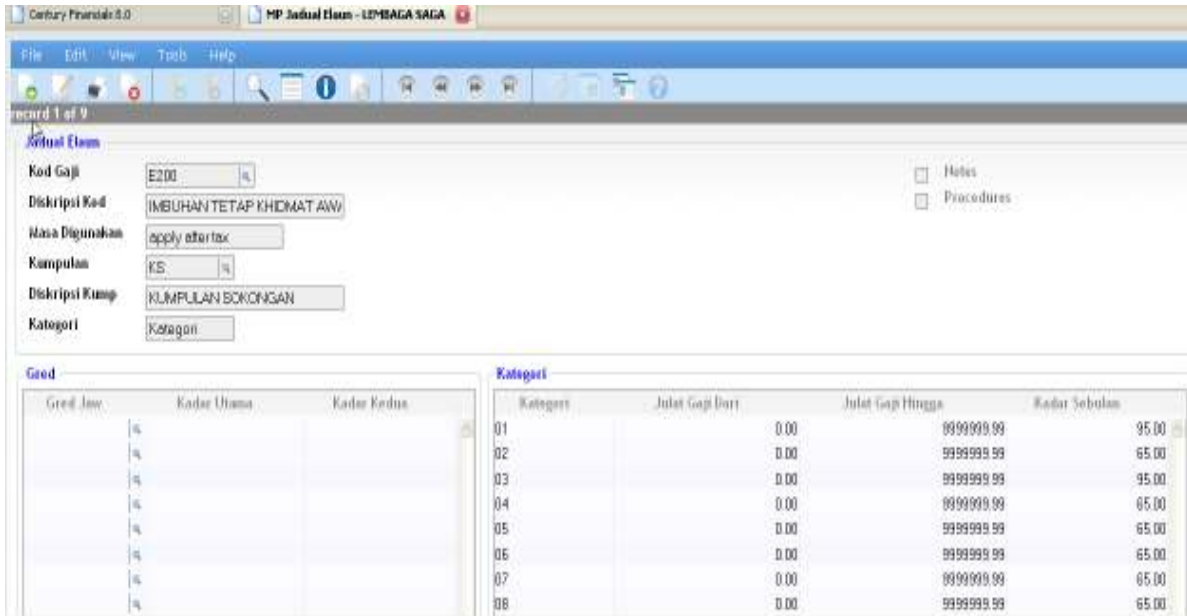 Century Financials 8.0
MP Jadual Elaun - LEMBAGA SAGA
File Edit View Tools Help
record 1 of 9
Jadual Elaun
Kod Gaji E200
Notes
Diskripsi Kod IMBUHAN TETAP KHIDMAT AWA
Procedures
Masa Digunakan apply aftertax
Kumpulan KS
Diskripsi Kump KUMPULAN SOKONGAN
Kategori Kategori
Gred Kategori
Gred Jaw Kadar Utama Kadar Kedua Kategori Julat Gaji Dari Julat Gaji Hingga Kadar Sebulan
01 0.00 9999999.99 95.00
02 0.00 9999999.99 65.00
03 0.00 9999999.99 95.00
04 0.00 9999999.99 65.00
05 0.00 9999999.99 65.00
06 0.00 9999999.99 65.00
07 0.00 9999999.99 65.00
08 0.00 9999999.99 65.00